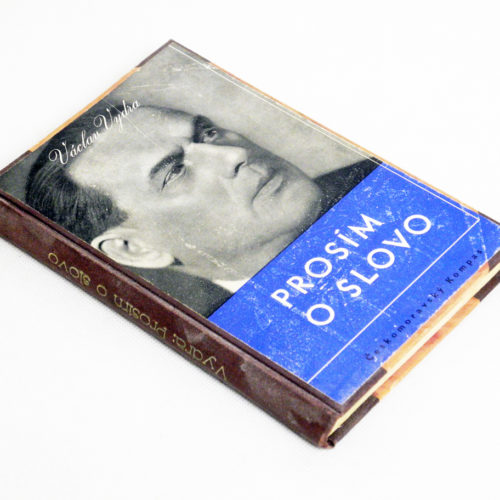 Václav Vydra
PROSÍM
O SLOVO
Českomoravský Kompas
Vydra: Prosím o slovo